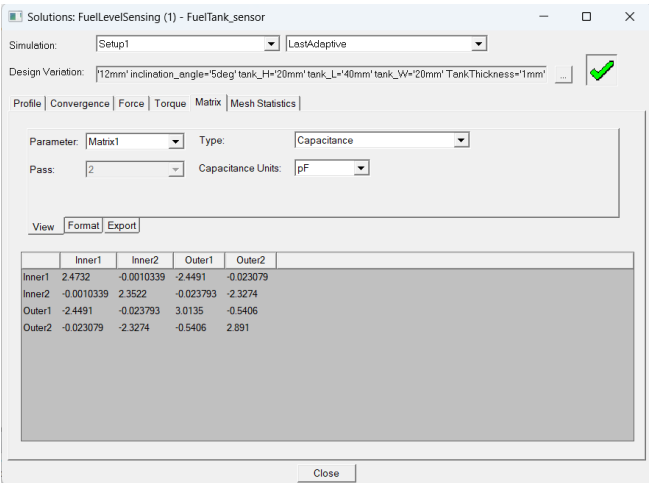 Solutions: FuelLevelSensing (1) - FuelTank_sensor
Simulation: Setup1 LastAdaptive
Design Variation: '12mm' inclination_angle='5deg' tank_H='20mm' tank_L='40mm' tank_W='20mm' TankThickness='1mm' ...
Profile Convergence Force Torque Matrix Mesh Statistics
Parameter: Matrix1 Type: Capacitance
Pass: 2 Capacitance Units: pF
View Format Export
Inner1 Inner2 Outer1 Outer2
Inner1 2.4732 -0.0010339 -2.4491 -0.023079
Inner2 -0.0010339 2.3522 -0.023793 -2.3274
Outer1 -2.4491 -0.023793 3.0135 -0.5406
Outer2 -0.023079 -2.3274 -0.5406 2.891
Close